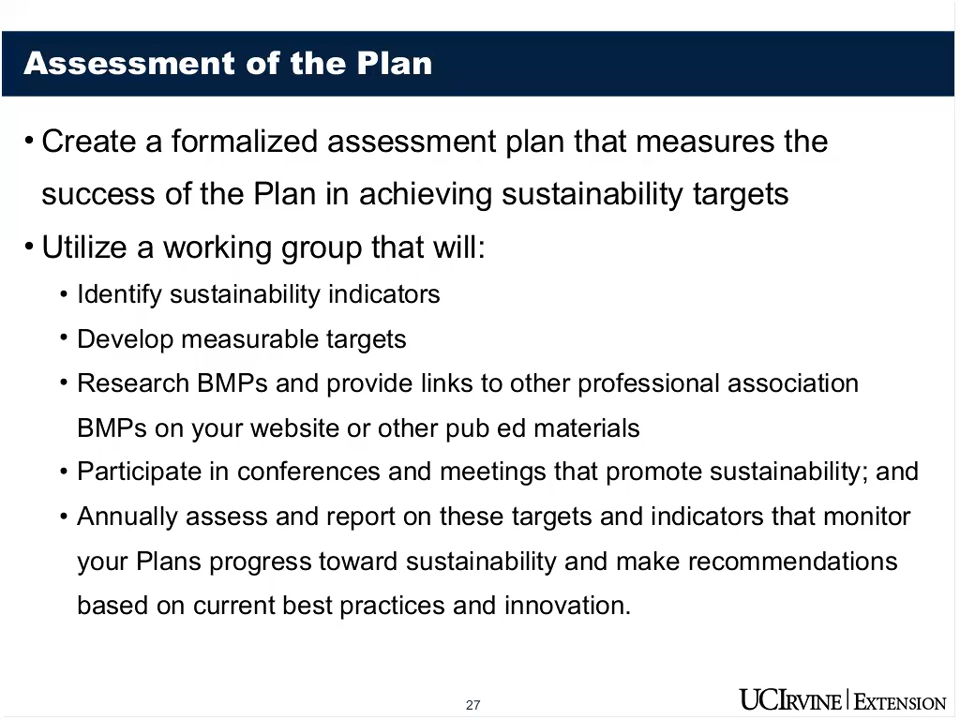 Assessment of the Plan
• Create a formalized assessment plan that measures the
success of the Plan in achieving sustainability targets
• Utilize a working group that will:
• Identify sustainability indicators
• Develop measurable targets
• Research BMPs and provide links to other professional association
BMPs on your website or other pub ed materials
• Participate in conferences and meetings that promote sustainability; and
• Annually assess and report on these targets and indicators that monitor
your Plans progress toward sustainability and make recommendations
based on current best practices and innovation.
27
UCIRVINE | EXTENSION